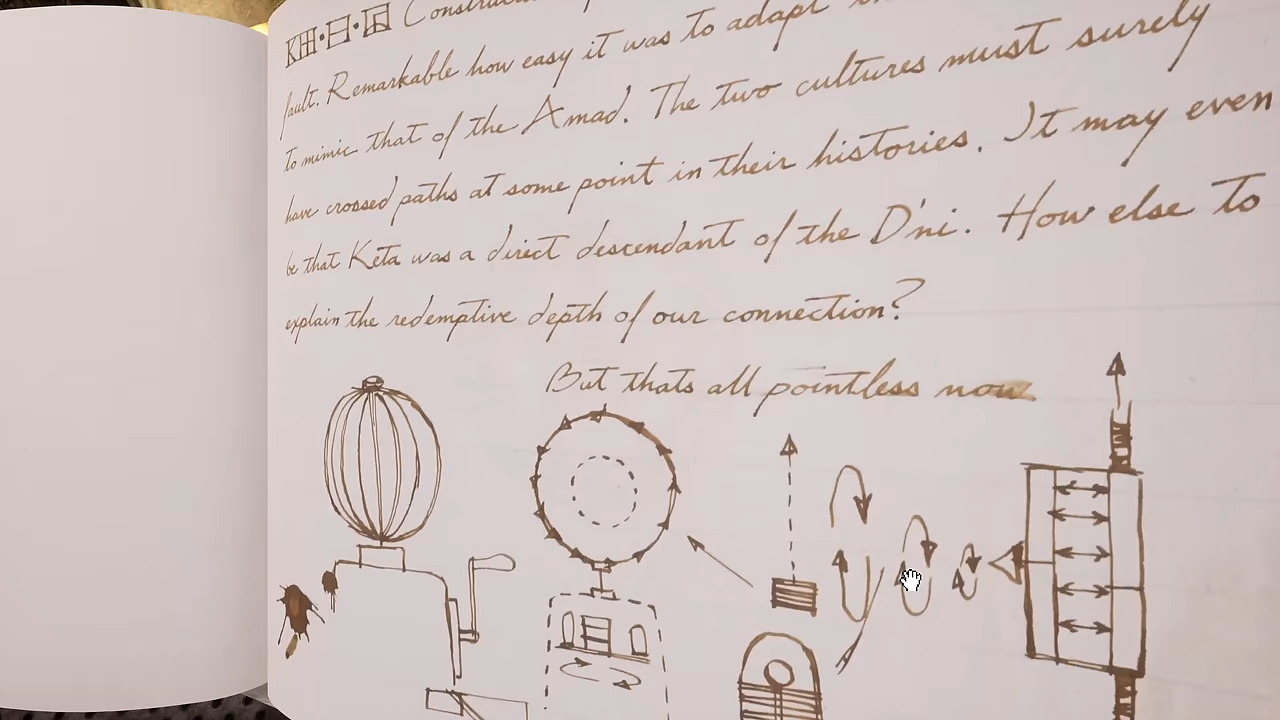 fault. Remarkable how easy it was to adapt
to mimic that of the Amad. The two cultures must surely
have crossed paths at some point in their histories. It may even
be that Keta was a direct descendant of the D'ni. How else to
explain the redemptive depth of our connection?
But thats all pointless now